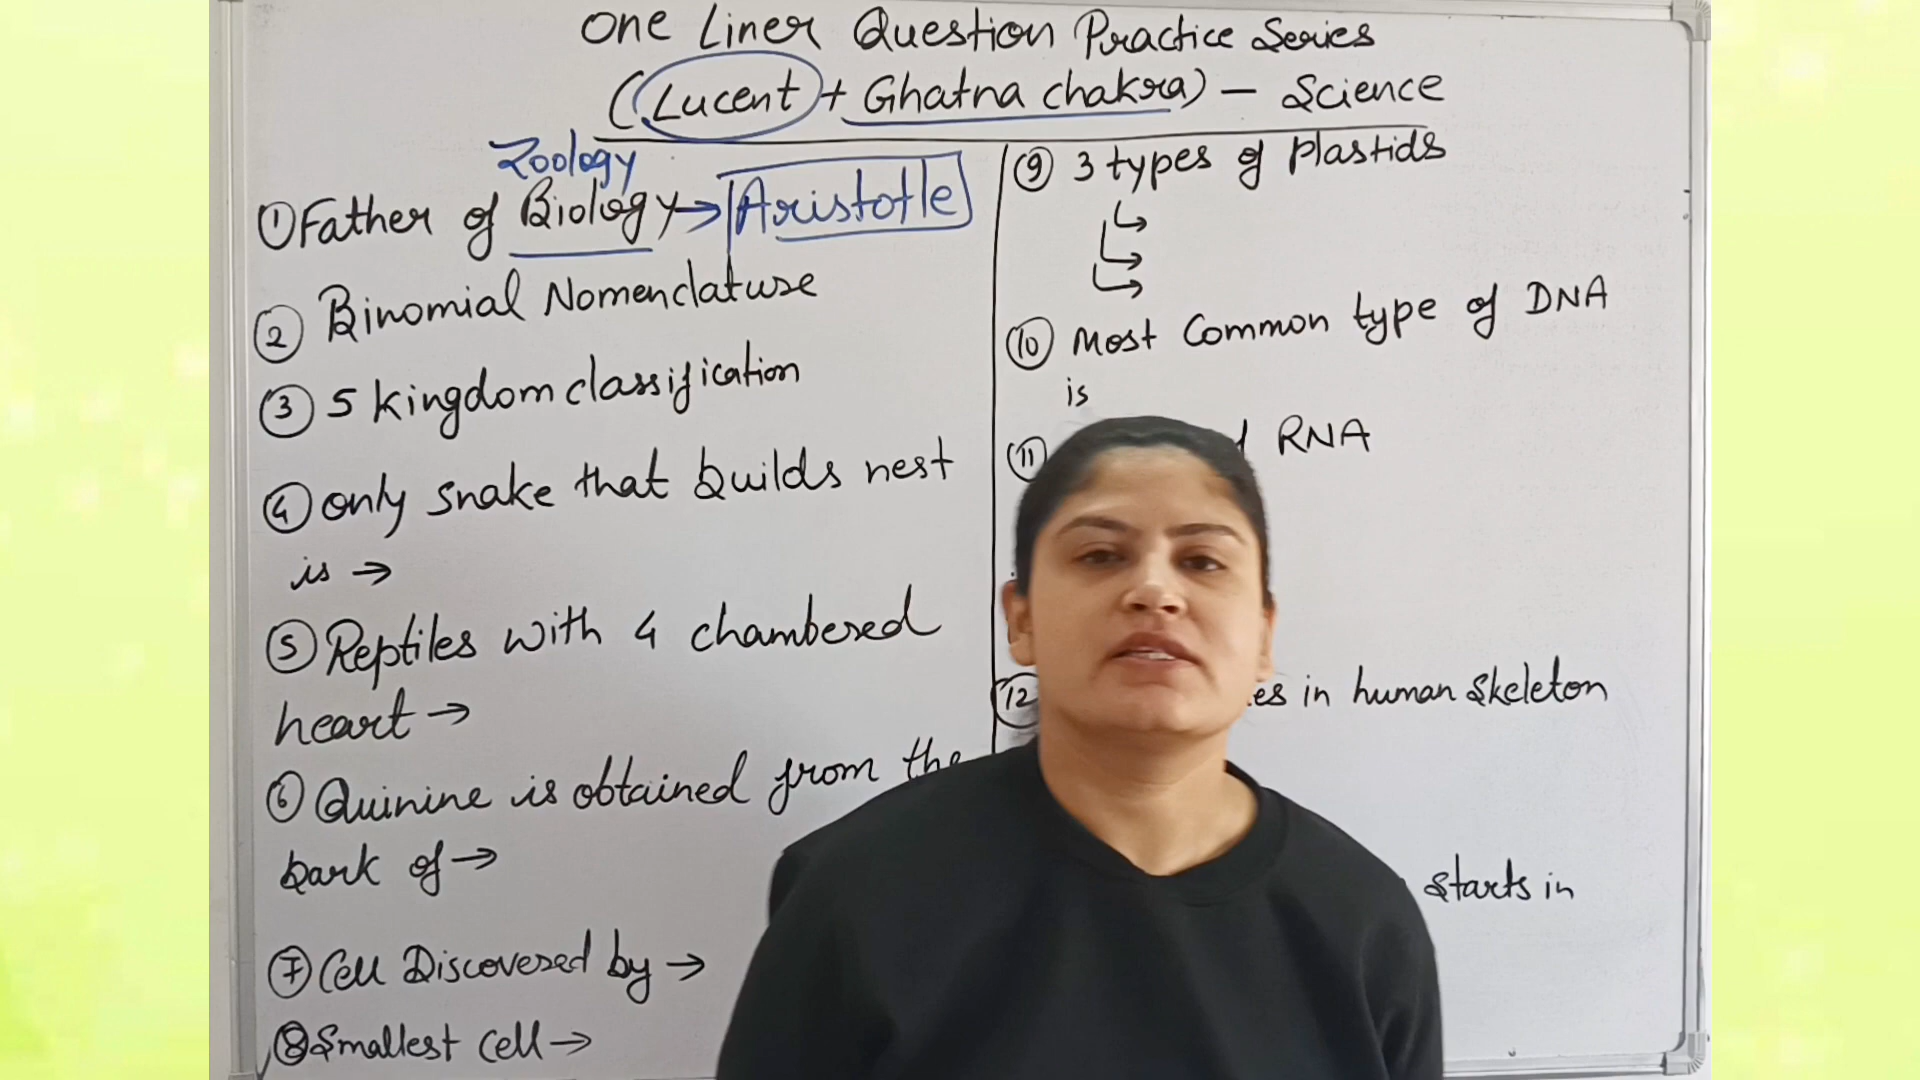 One Liner Question Practice Series
(Lucent + Ghatna chakra) - Science
Zoology
① Father of Biology → Aristotle
② Binomial Nomenclature
③ 5 kingdom classification
④ only snake that builds nest
is →
⑤ Reptiles with 4 chambered
heart →
⑥ Quinine is obtained from the
bark of →
⑦ Cell Discovered by →
⑧ Smallest Cell →
⑨ 3 types of plastids
⑩ Most Common type of DNA
is
⑪ RNA
⑫ in human skeleton
starts in